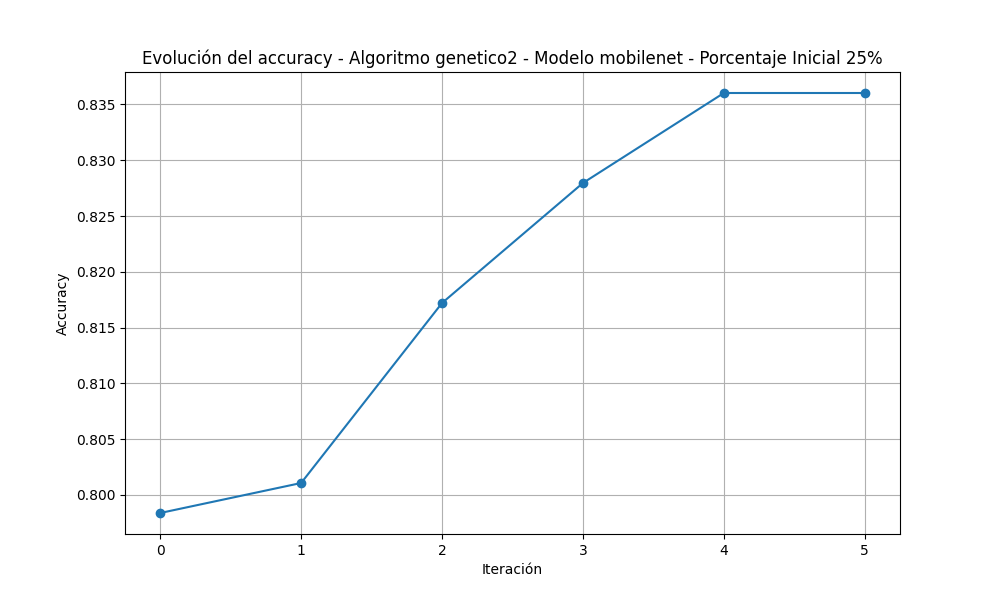 Evolución del accuracy - Algoritmo genetico2 - Modelo mobilenet - Porcentaje Inicial 25%
0.835
0.830
0.825
0.820
0.815
0.810
0.805
0.800
Accuracy
0 1 2 3 4 5
Iteración